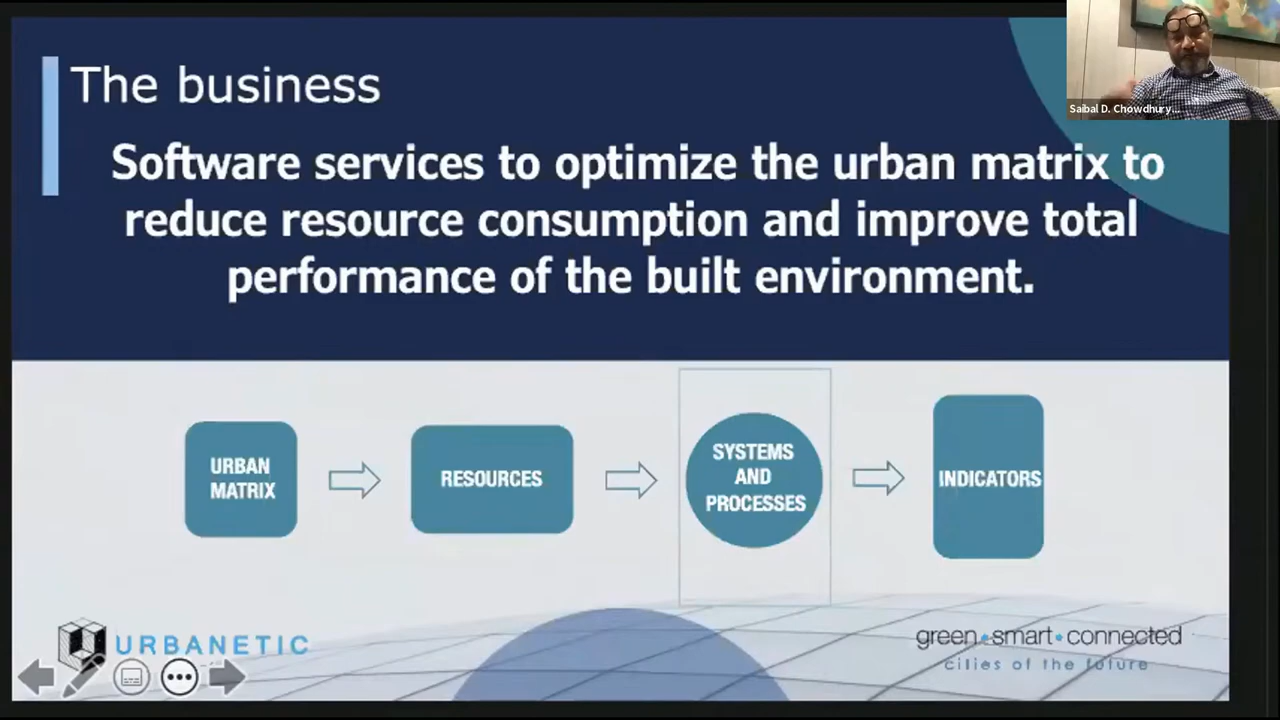 The business
Software services to optimize the urban matrix to
reduce resource consumption and improve total
performance of the built environment.
URBAN
MATRIX
RESOURCES
SYSTEMS
AND
PROCESSES
INDICATORS
URBANETIC
green•smart•connected
cities of the future
Saibal D. Chowdhury...